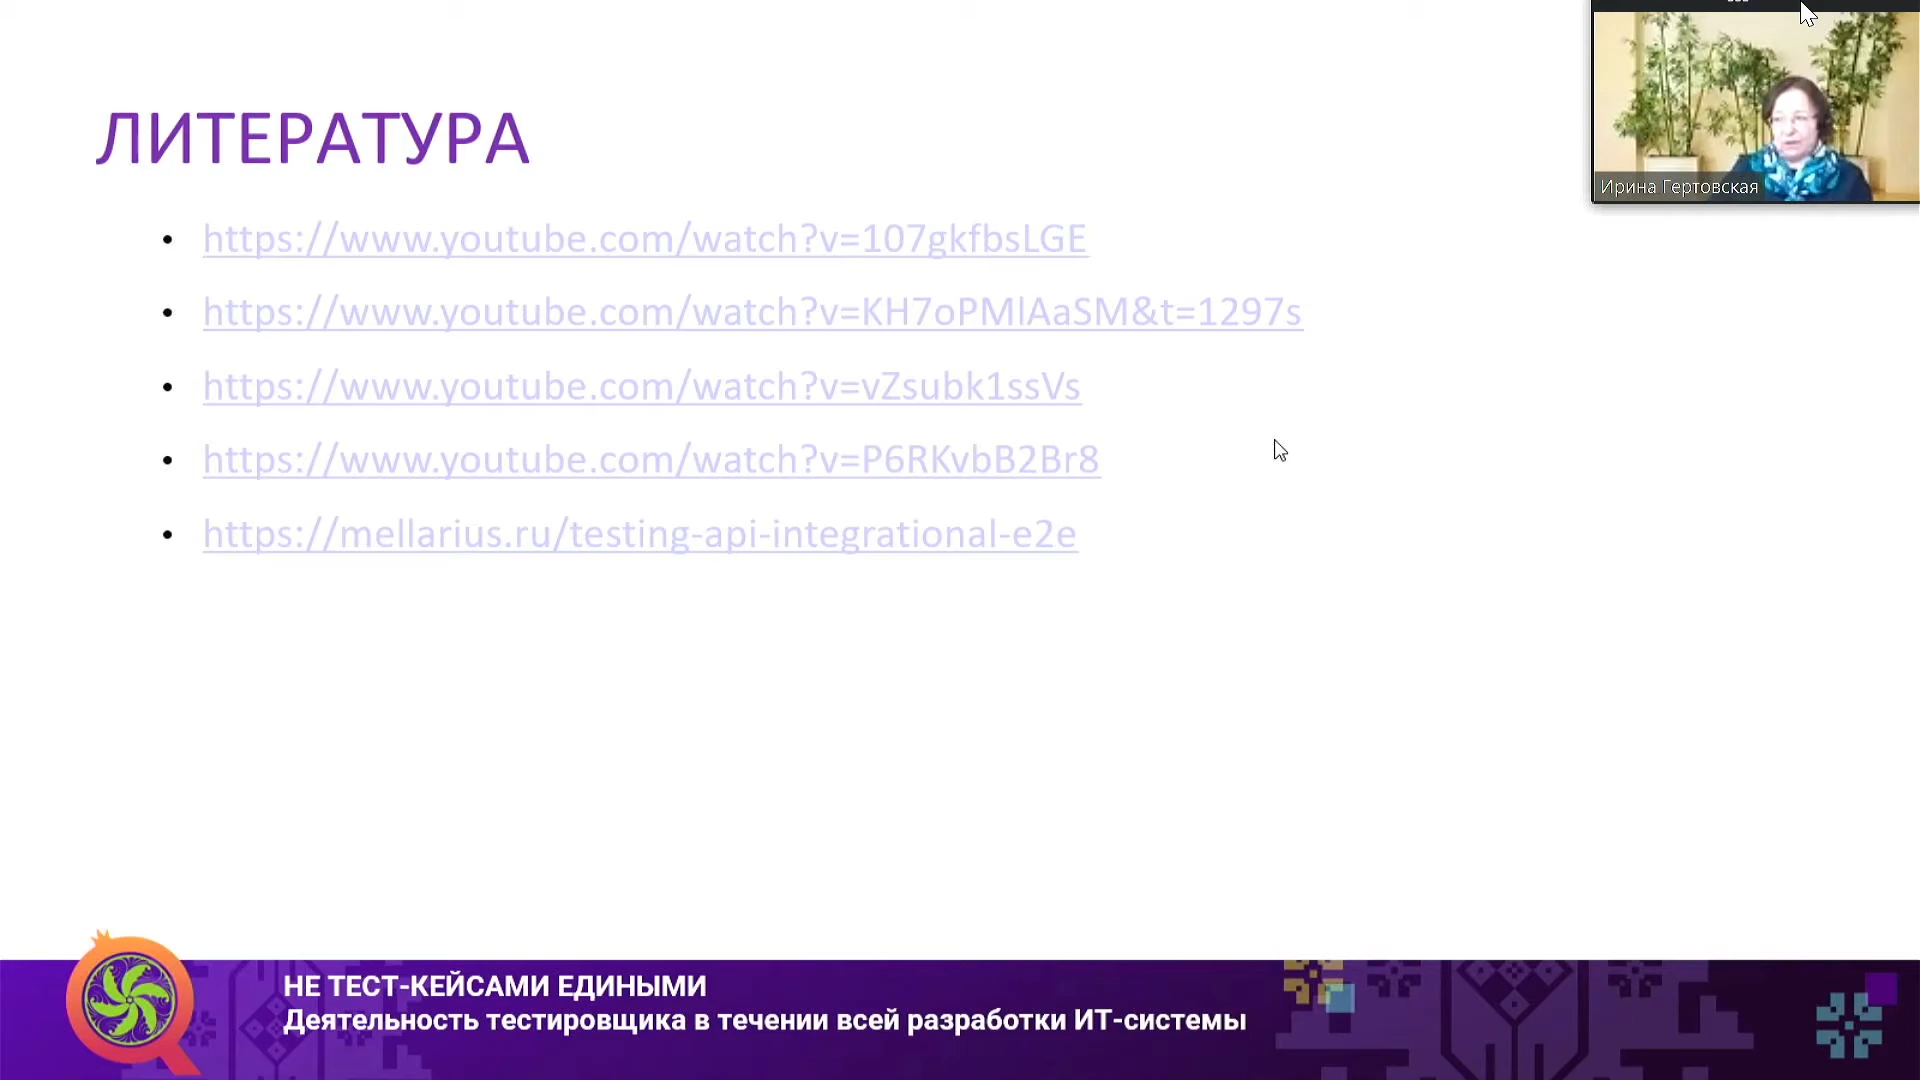 ЛИТЕРАТУРА
Ирина Гертовская
• https://www.youtube.com/watch?v=107gkfbsLGE
• https://www.youtube.com/watch?v=KH7oPMlAaSM&t=1297s
• https://www.youtube.com/watch?v=vZsubk1ssVs
• https://www.youtube.com/watch?v=P6RKvbB2Br8
• https://mellarius.ru/testing-api-integrational-e2e
НЕ ТЕСТ-КЕЙСАМИ ЕДИНЫМИ
Деятельность тестировщика в течении всей разработки ИТ-системы